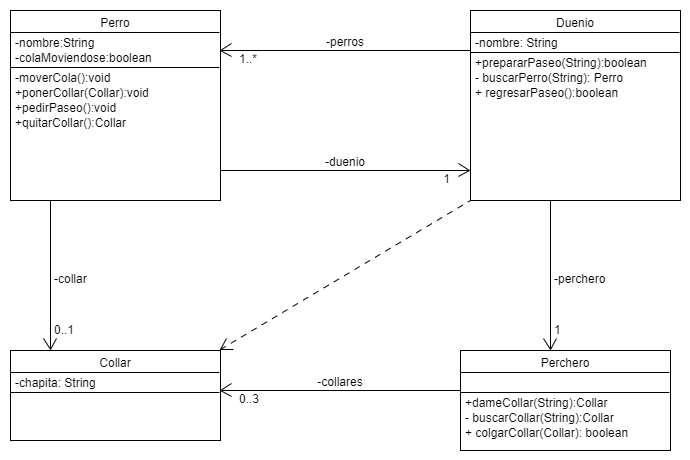 Perro
-nombre:String
-colaMoviendose:boolean
-moverCola():void
+ponerCollar(Collar):void
+pedirPaseo():void
+quitarCollar():Collar
-perros
1..*
Duenio
-nombre: String
+prepararPaseo(String):boolean
- buscarPerro(String): Perro
+ regresarPaseo():boolean
-duenio
1
-collar
0..1
-perchero
1
Collar
-chapita: String
-collares
0..3
Perchero
+dameCollar(String):Collar
- buscarCollar(String):Collar
+ colgarCollar(Collar): boolean